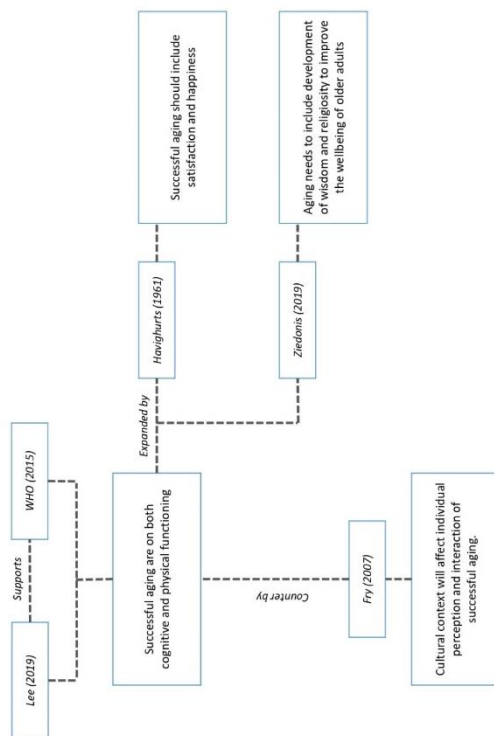 Lee (2019)
Supports
WHO (2015)
Successful aging are on both
cognitive and physical functioning
Expanded by
Havighurts (1961)
Successful aging should include
satisfaction and happiness
Ziedonis (2019)
Aging needs to include development
of wisdom and religiosity to improve
the wellbeing of older adults
Counter by
Fry (2007)
Cultural context will affect individual
perception and interaction of
successful aging.